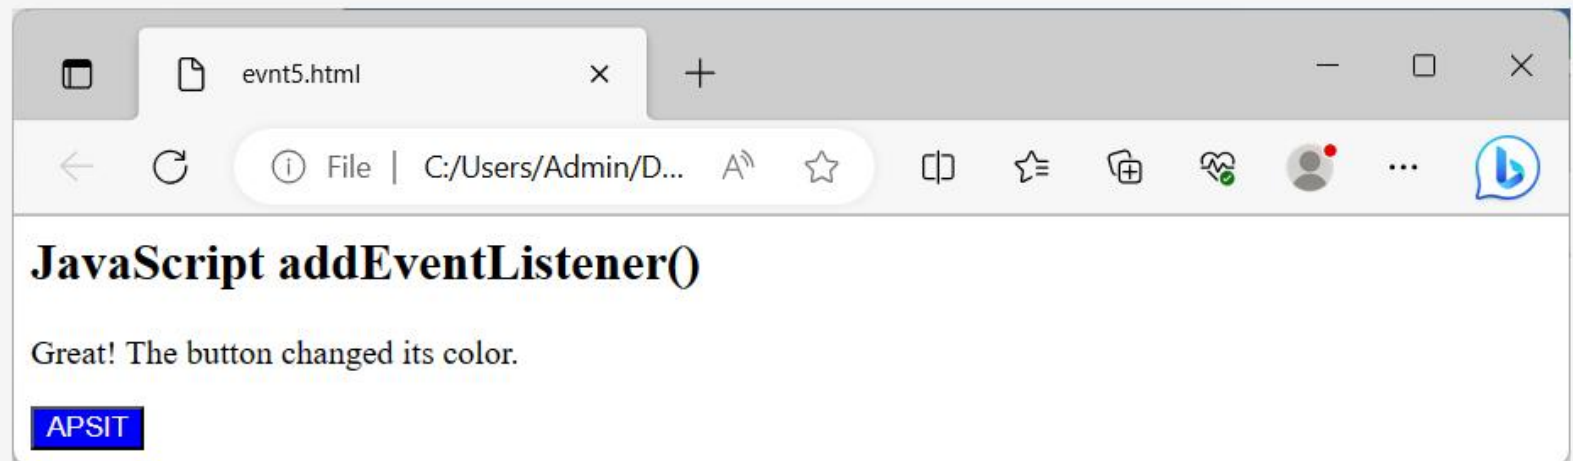 evnt5.html
File | C:/Users/Admin/D...
JavaScript addEventListener()
Great! The button changed its color.
APSIT